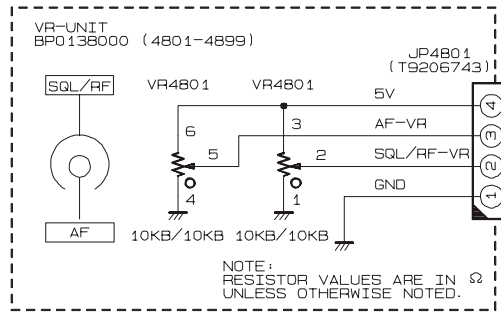 VR-UNIT
BP0138000 (4801-4899)
JP4801
(T9206743)
SQL/RF
VR4801
VR4801
5V
4
6
3
AF-VR
3
5
2
SQL/RF-VR
2
4
1
GND
1
AF
10KB/10KB
10KB/10KB
NOTE:
RESISTOR VALUES ARE IN Ω
UNLESS OTHERWISE NOTED.